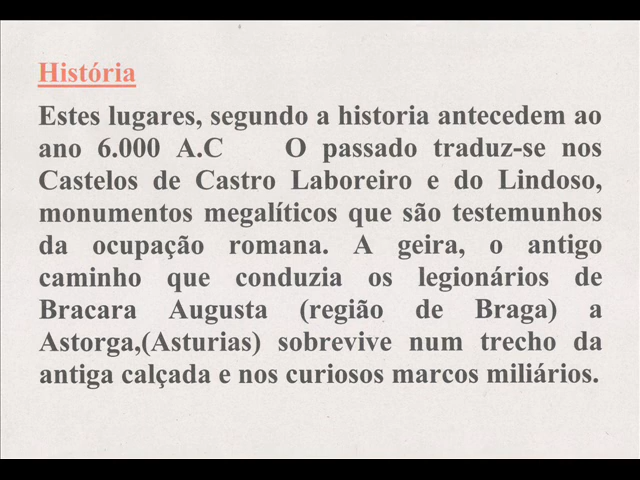 História
Estes lugares, segundo a historia antecedem ao
ano 6.000 A.C O passado traduz-se nos
Castelos de Castro Laboreiro e do Lindoso,
monumentos megalíticos que são testemunhos
da ocupação romana. A geira, o antigo
caminho que conduzia os legionários de
Bracara Augusta (região de Braga) a
Astorga,(Asturias) sobrevive num trecho da
antiga calçada e nos curiosos marcos miliários.